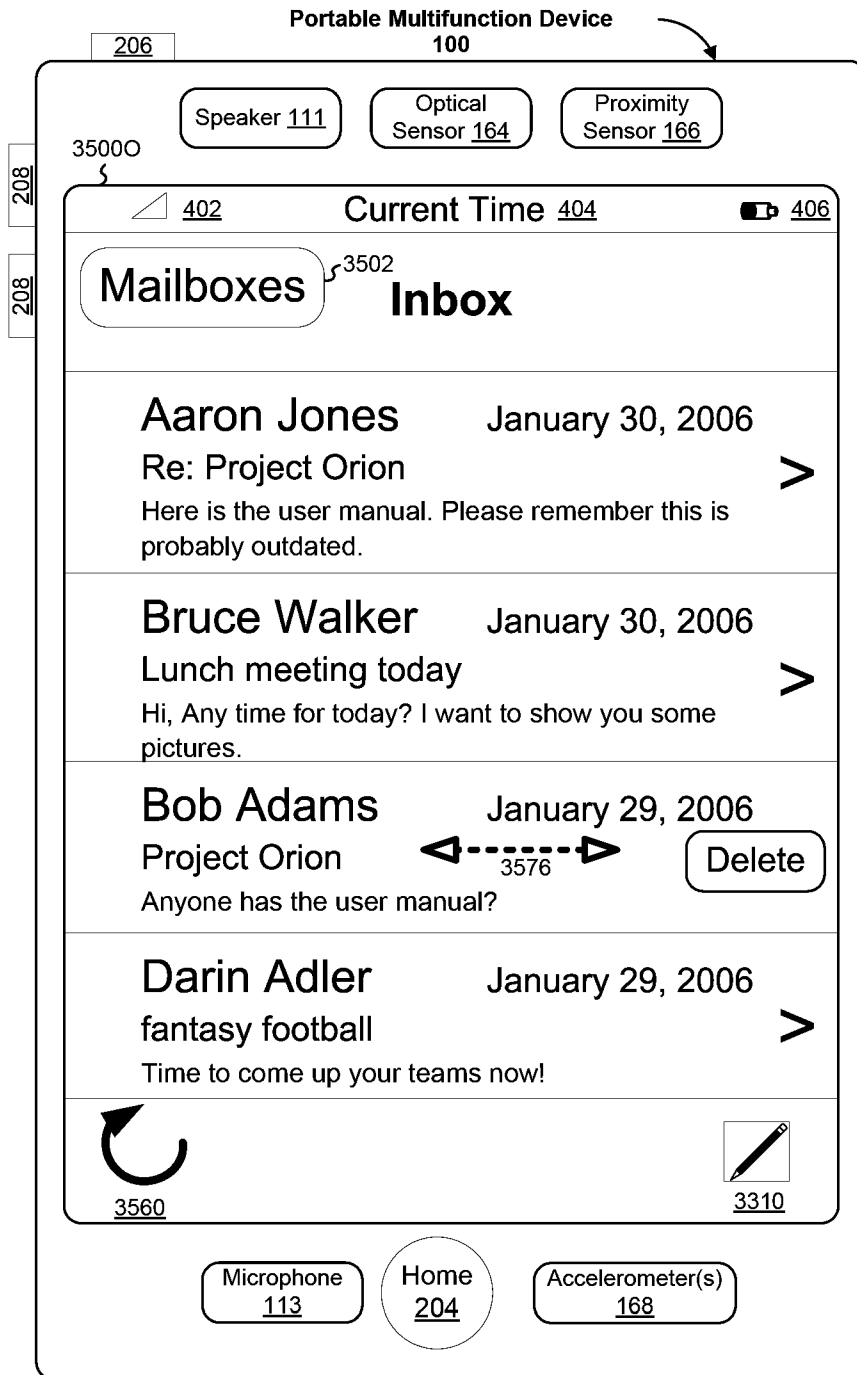 Portable Multifunction Device
100
206
Speaker 111
Optical
Sensor 164
Proximity
Sensor 166
3500O
208
402
Current Time 404
406
Mailboxes
3502
Inbox
208
Aaron Jones January 30, 2006
Re: Project Orion
>
Here is the user manual. Please remember this is
probably outdated.
Bruce Walker January 30, 2006
Lunch meeting today
>
Hi, Any time for today? I want to show you some
pictures.
Bob Adams January 29, 2006
Project Orion
3576
Delete
Anyone has the user manual?
Darin Adler January 29, 2006
fantasy football
>
Time to come up your teams now!
3560
3310
Microphone
113
Home
204
Accelerometer(s)
168